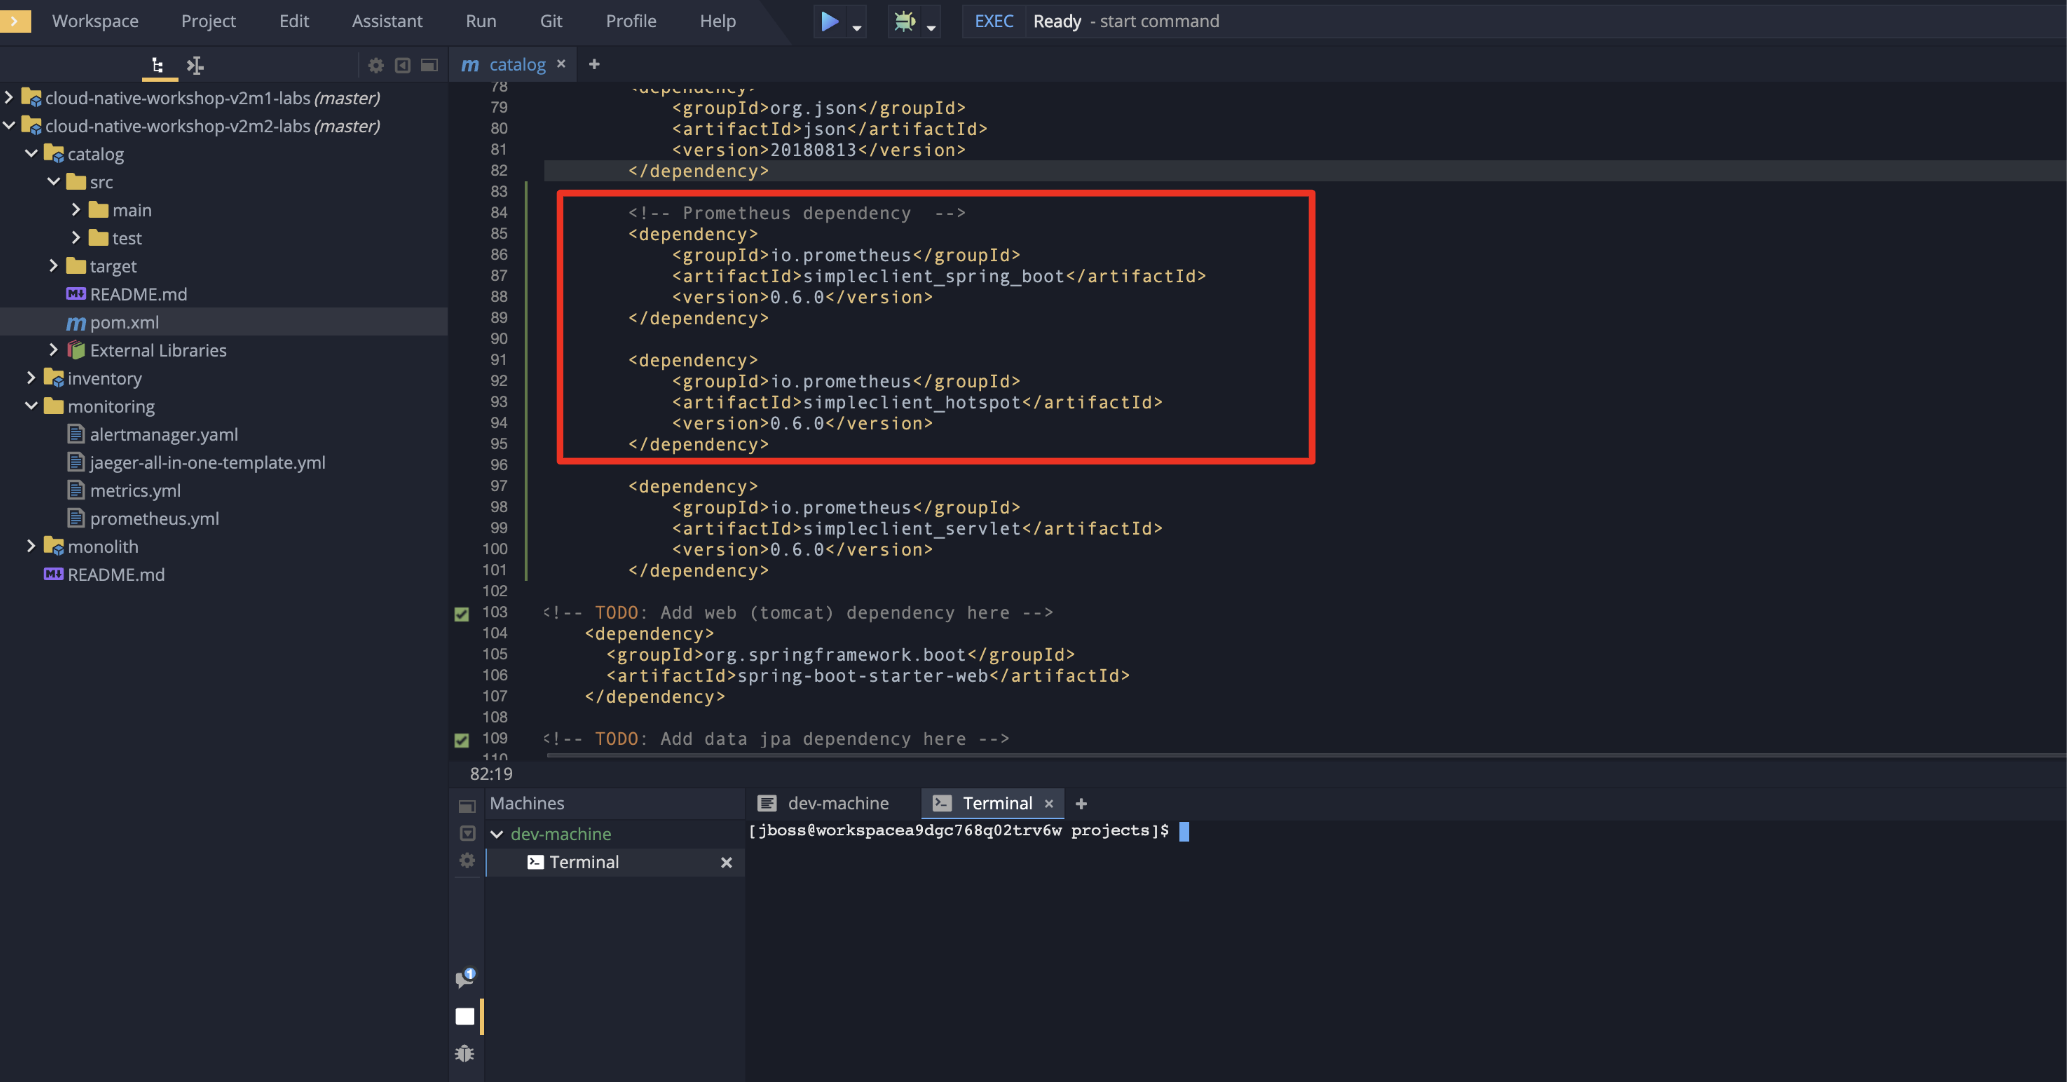 Workspace Project Edit Assistant Run Git Profile Help EXEC Ready - start command
m catalog × +
cloud-native-workshop-v2m1-labs (master)
cloud-native-workshop-v2m2-labs (master)
catalog
src
main
test
target
README.md
m pom.xml
External Libraries
inventory
monitoring
alertmanager.yaml
jaeger-all-in-one-template.yml
metrics.yml
prometheus.yml
monolith
README.md
78 <dependency>
79 <groupId>org.json</groupId>
80 <artifactId>json</artifactId>
81 <version>20180813</version>
82 </dependency>
83
84 <!-- Prometheus dependency -->
85 <dependency>
86 <groupId>io.prometheus</groupId>
87 <artifactId>simpleclient_spring_boot</artifactId>
88 <version>0.6.0</version>
89 </dependency>
90
91 <dependency>
92 <groupId>io.prometheus</groupId>
93 <artifactId>simpleclient_hotspot</artifactId>
94 <version>0.6.0</version>
95 </dependency>
96
97 <dependency>
98 <groupId>io.prometheus</groupId>
99 <artifactId>simpleclient_servlet</artifactId>
100 <version>0.6.0</version>
101 </dependency>
102
103 <!-- TODO: Add web (tomcat) dependency here -->
104 <dependency>
105 <groupId>org.springframework.boot</groupId>
106 <artifactId>spring-boot-starter-web</artifactId>
107 </dependency>
108
109 <!-- TODO: Add data jpa dependency here -->
110
82:19
Machines
dev-machine
Terminal ×
dev-machine Terminal × +
[jboss@workspacea9dgc768q02trv6w projects]$
1